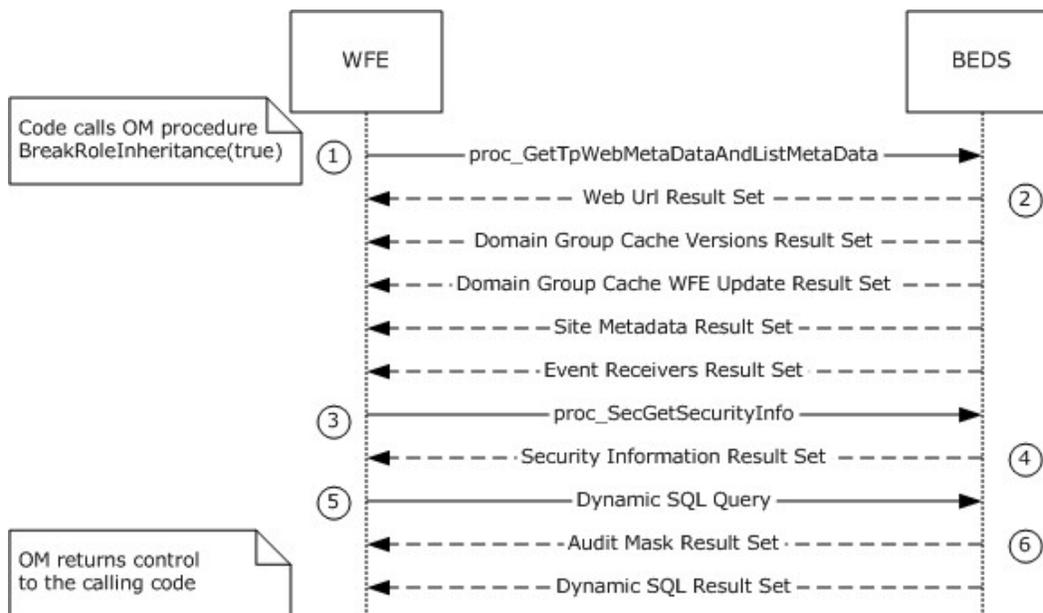 WFE
BEDS
Code calls OM procedure
BreakRoleInheritance(true)
1
proc_GetTpWebMetaDataAndListMetaData
Web Url Result Set
2
Domain Group Cache Versions Result Set
Domain Group Cache WFE Update Result Set
Site Metadata Result Set
Event Receivers Result Set
3
proc_SecGetSecurityInfo
Security Information Result Set
4
5
Dynamic SQL Query
OM returns control
to the calling code
Audit Mask Result Set
6
Dynamic SQL Result Set